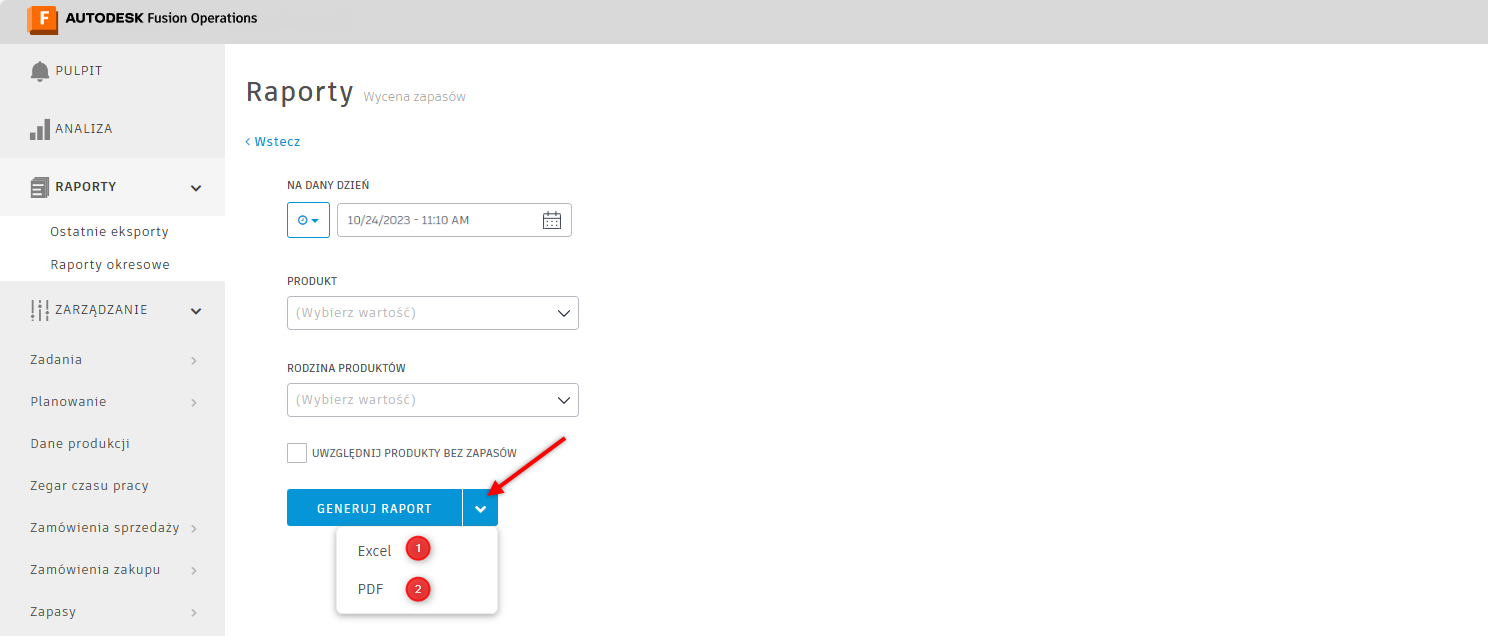 F AUTODESK Fusion Operations
PULPIT
ANALIZA
RAPORTY
Ostatnie eksporty
Raporty okresowe
ZARZĄDZANIE
Zadania
Planowanie
Dane produkcji
Zegar czasu pracy
Zamówienia sprzedaży
Zamówienia zakupu
Zapasy
Raporty Wycena zapasów
‹ Wstecz
NA DANY DZIEŃ
10/24/2023 - 11:10 AM
PRODUKT
(Wybierz wartość)
RODZINA PRODUKTÓW
(Wybierz wartość)
UWZGLĘDNIJ PRODUKTY BEZ ZAPASÓW
GENERUJ RAPORT
Excel 1
PDF 2